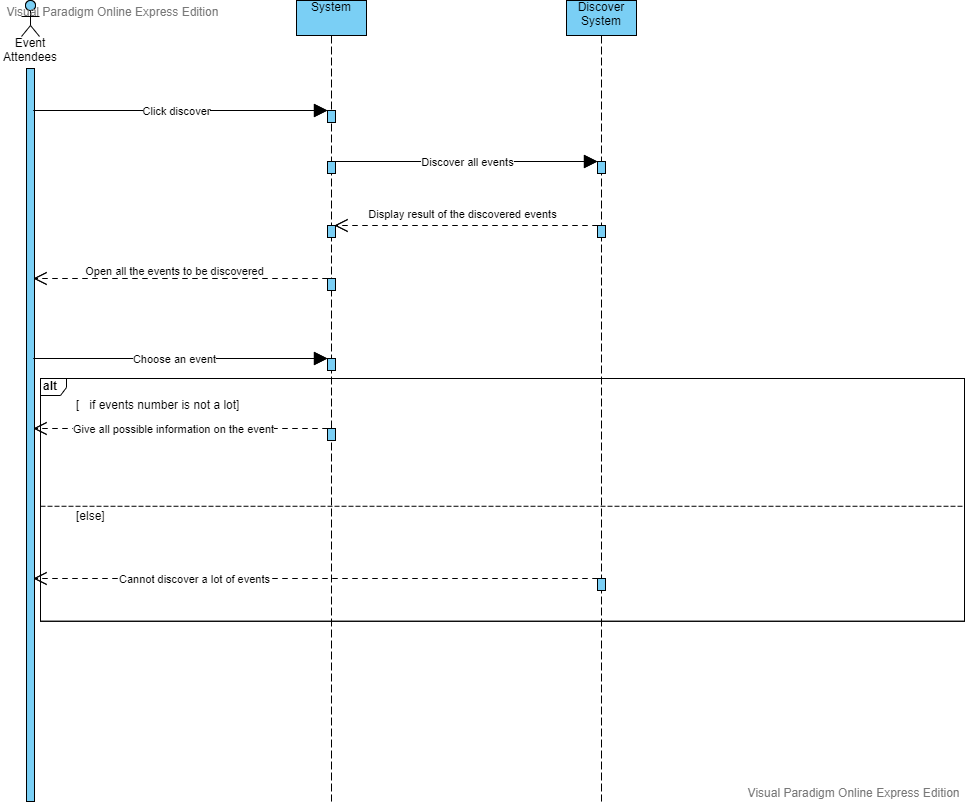 Visual Paradigm Online Express Edition
System
Discover
System
Event
Attendees
Click discover
Discover all events
Display result of the discovered events
Open all the events to be discovered
Choose an event
alt
[   if events number is not a lot]
Give all possible information on the event
[else]
Cannot discover a lot of events
Visual Paradigm Online Express Edition